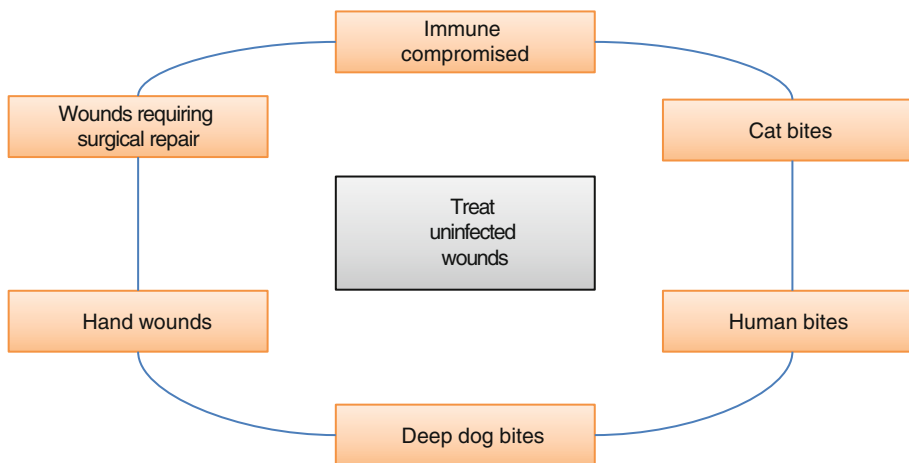 Immune
compromised
Wounds requiring
surgical repair
Cat bites
Treat
uninfected
wounds
Hand wounds
Human bites
Deep dog bites